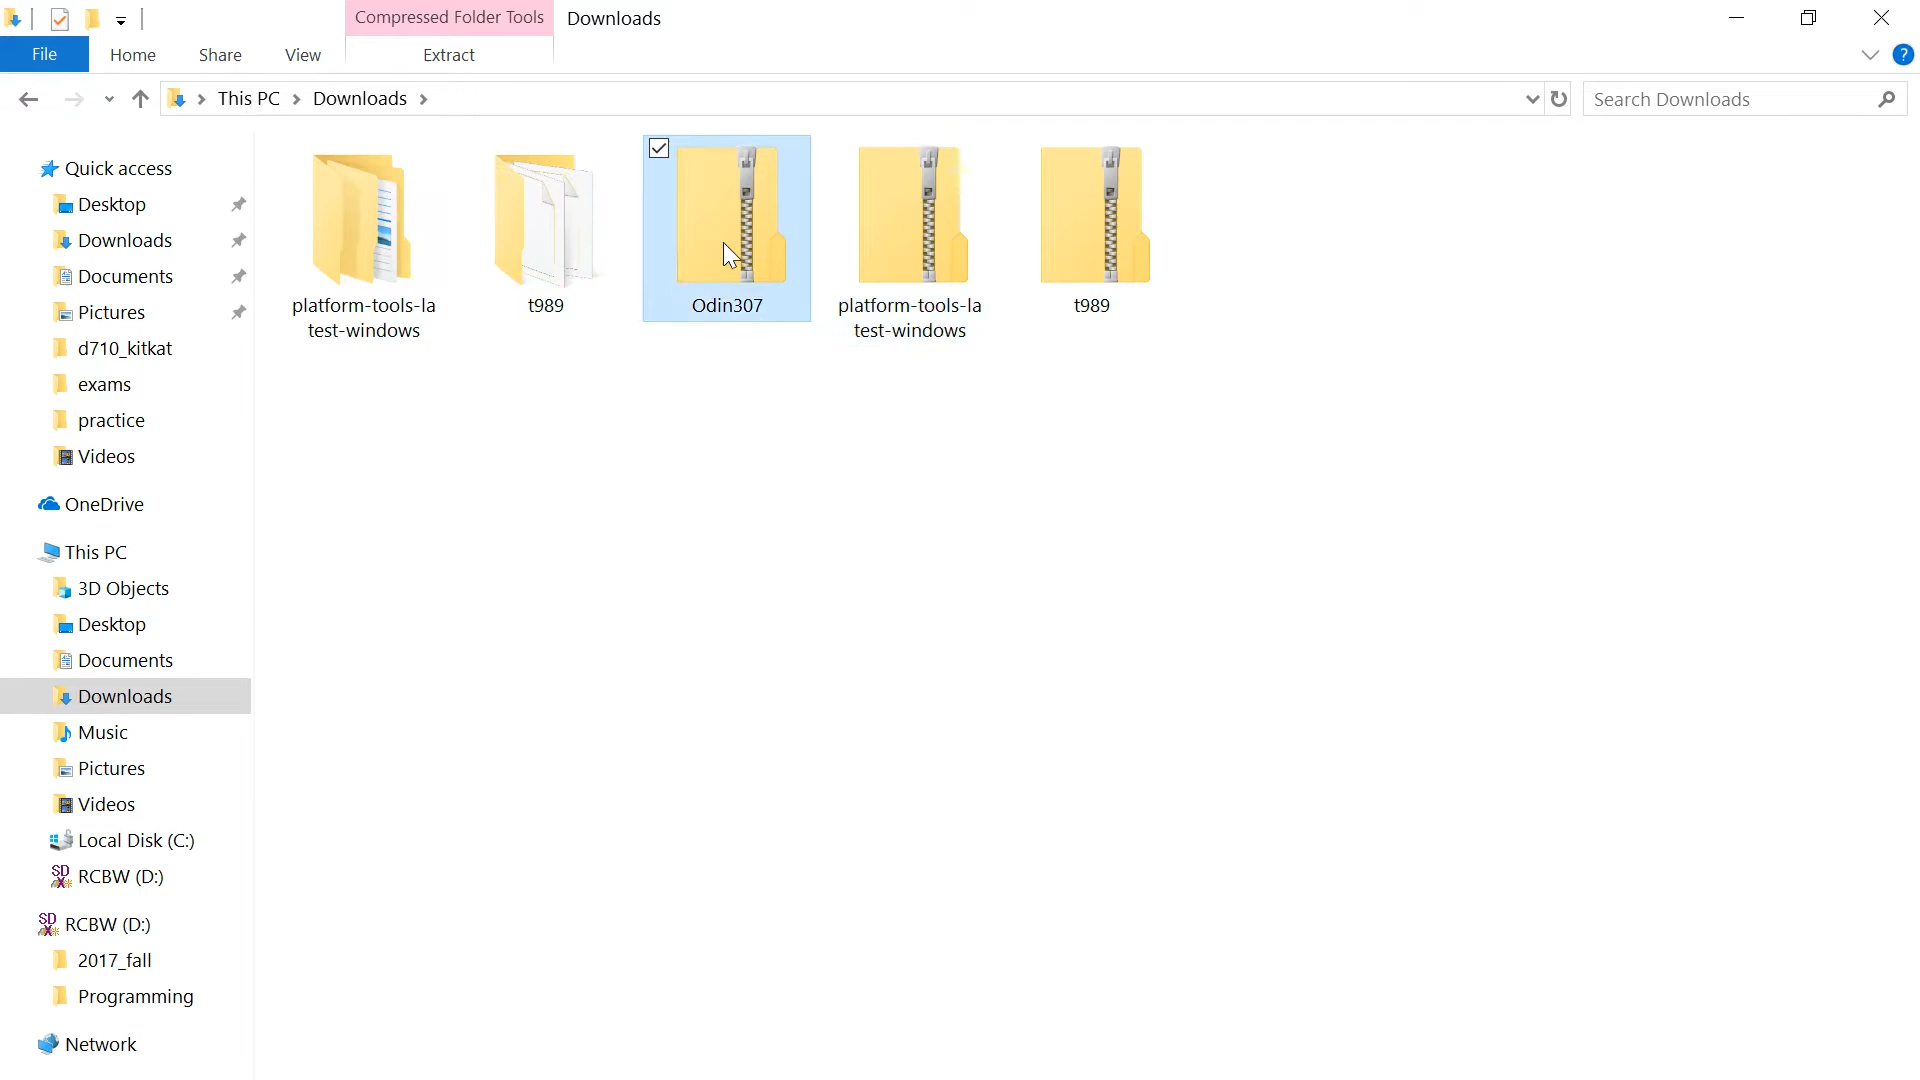 Compressed Folder Tools
Downloads
File
Home
Share
View
Extract
?
This PC
Downloads
Search Downloads
Quick access
Desktop
Downloads
Documents
Pictures
d710_kitkat
exams
practice
Videos
OneDrive
This PC
3D Objects
Desktop
Documents
Downloads
Music
Pictures
Videos
Local Disk (C:)
SD
X
RCBW (D:)
SD
X
RCBW (D:)
2017_fall
Programming
Network
platform-tools-la
test-windows
t989
Odin307
platform-tools-la
test-windows
t989